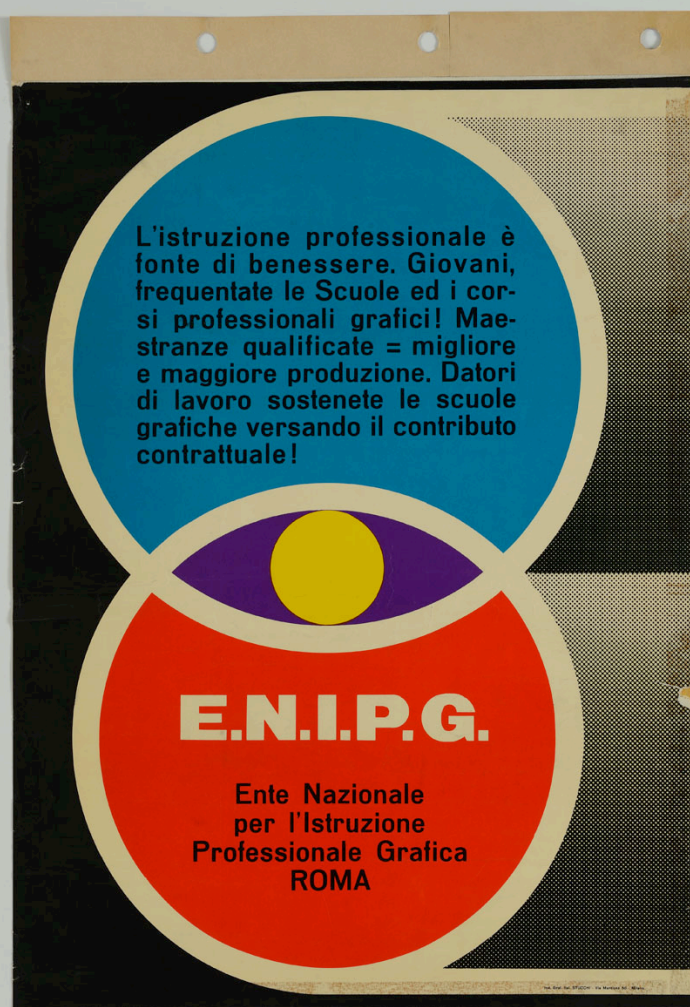 L'istruzione professionale è
fonte di benessere. Giovani,
frequentate le Scuole ed i cor-
si professionali grafici! Mae-
stranze qualificate = migliore
e maggiore produzione. Datori
di lavoro sostenete le scuole
grafiche versando il contributo
contrattuale!
E.N.I.P.G.
Ente Nazionale
per l'Istruzione
Professionale Grafica
ROMA